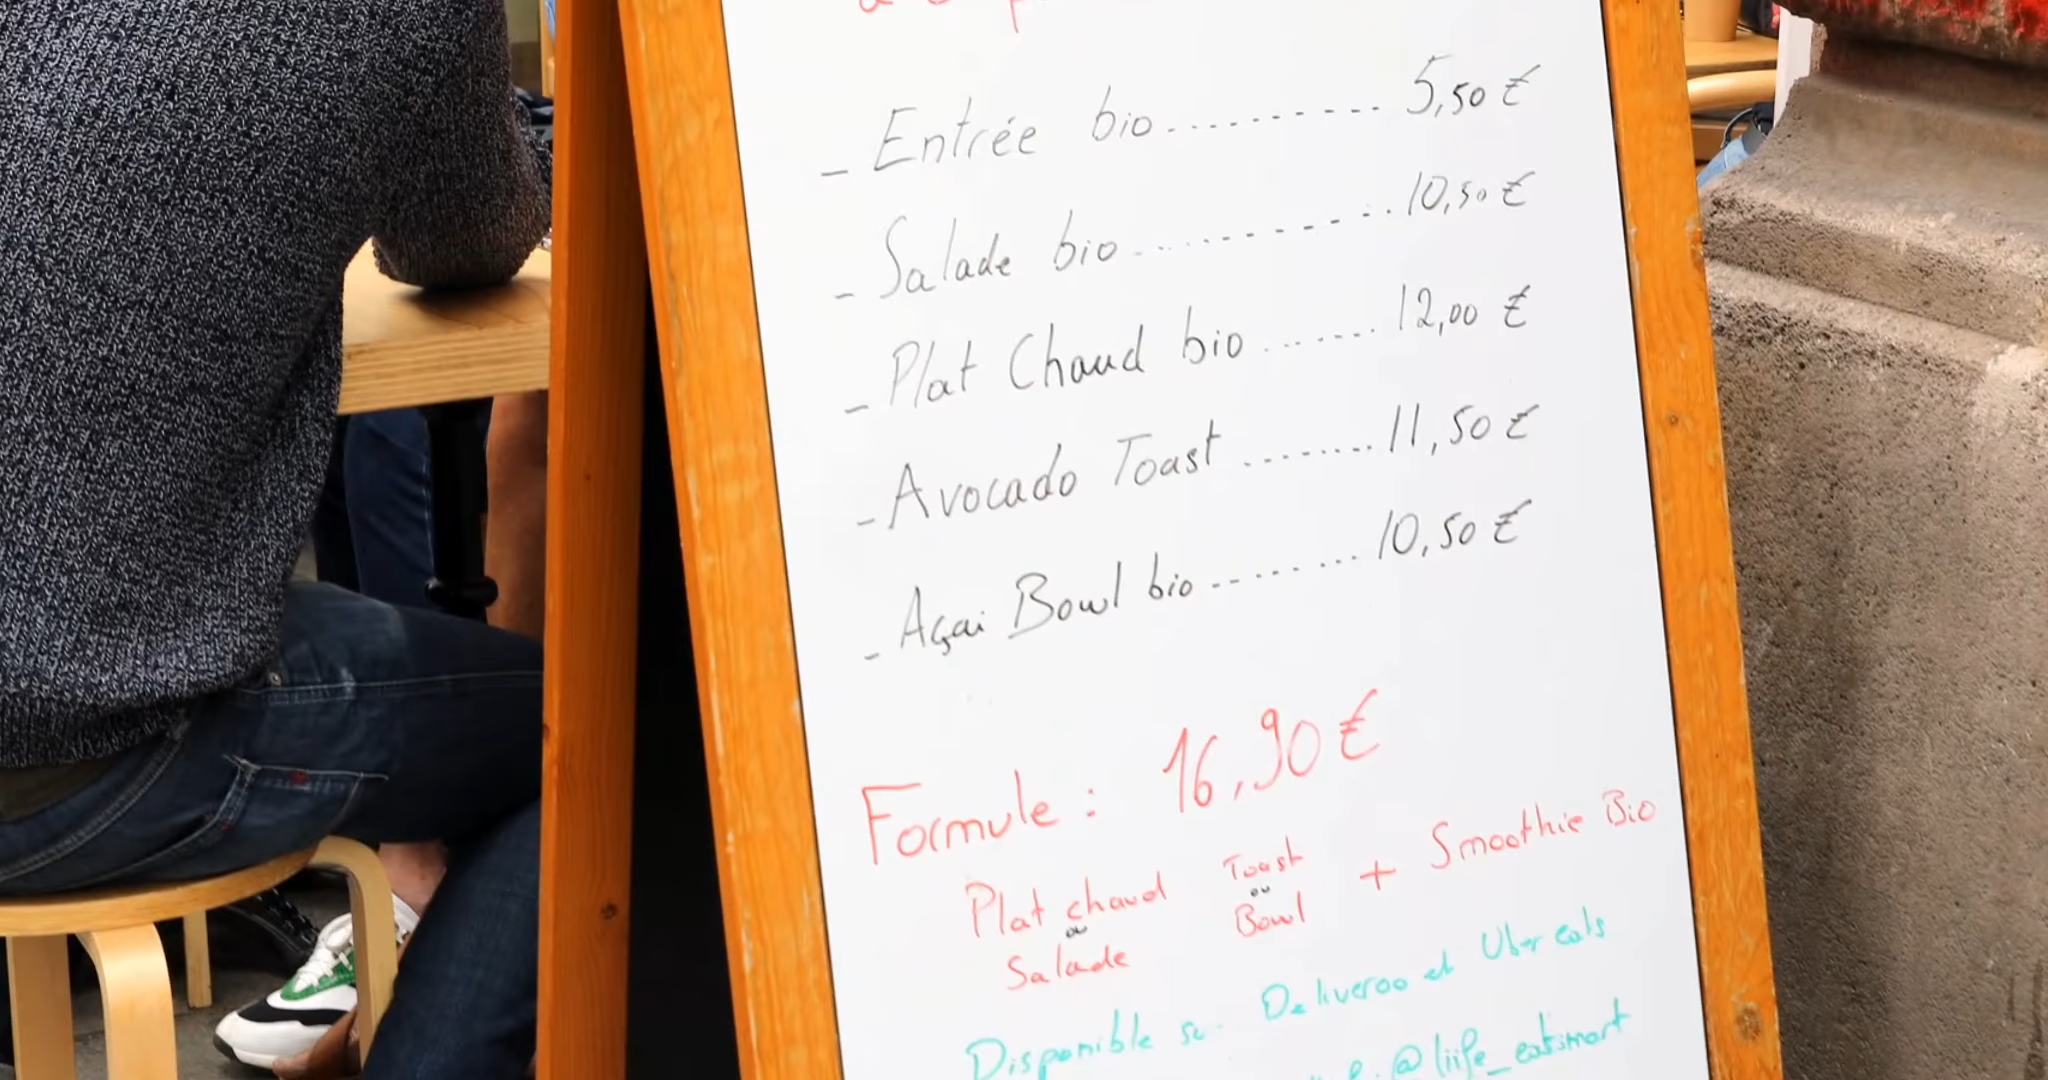 - Entrée bio .......... 5,50 €
- Salade bio .......... 10,50 €
- Plat Chaud bio ...... 12,00 €
- Avocado Toast ........ 11,50 €
- Açai Bowl bio ....... 10,50 €
Formule : 16,90 €
Plat chaud ou Salade Toast ou Bowl + Smoothie Bio
Disponible su. Deliveroo et Uber eats
@liife_eatsmart